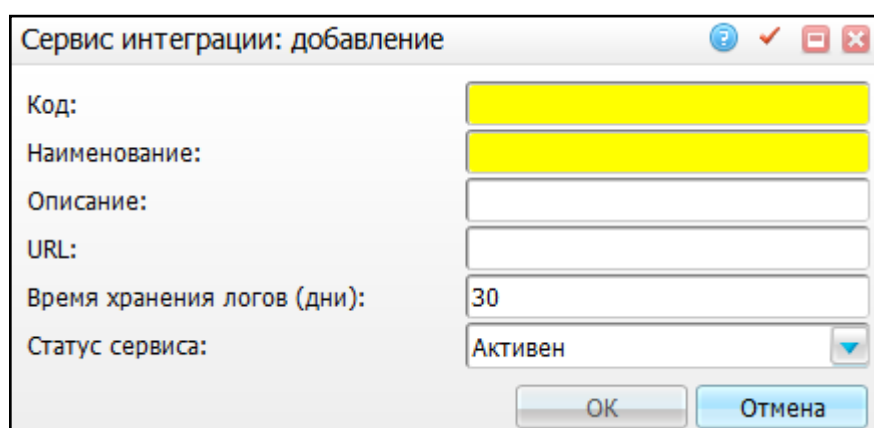 Сервис интеграции: добавление
Код:
Наименование:
Описание:
URL:
Время хранения логов (дни): 30
Статус сервиса: Активен
ОК Отмена